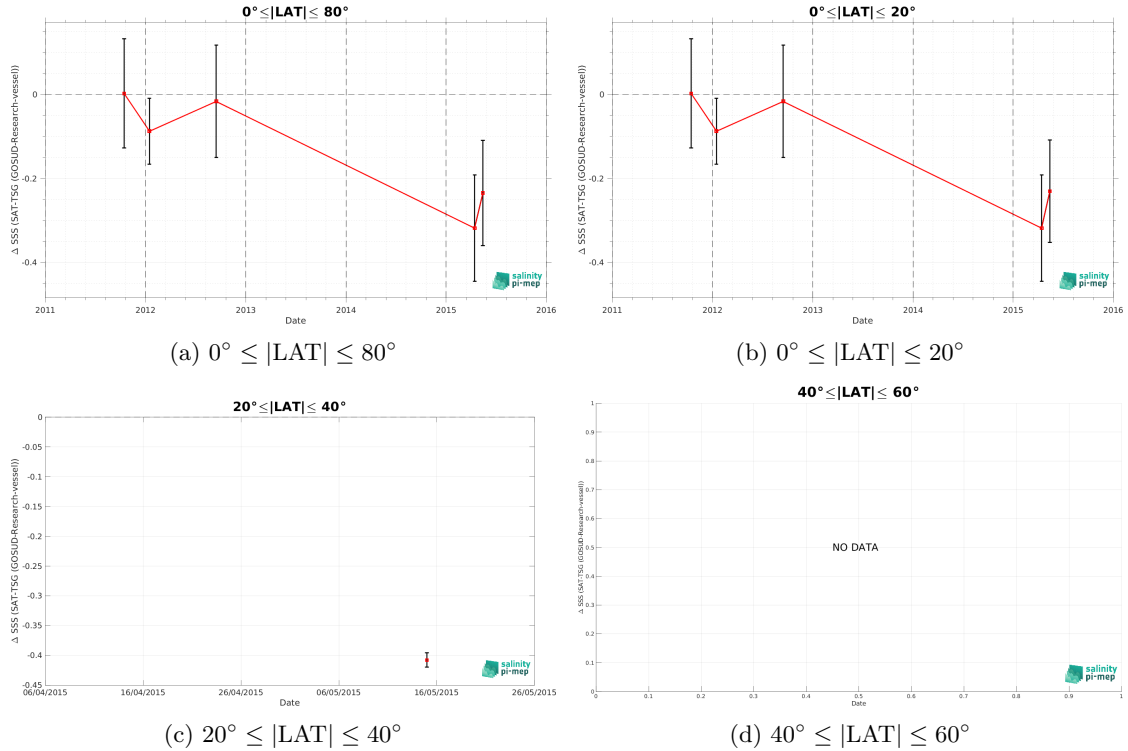 0°≤|LAT|≤ 80°
Δ SSS (SAT-TSG (GOSUD-Research-vessel))
0
-0.2
-0.4
2011 2012 2013 2014 2015 2016
Date
salinity
pi-mep
(a) 0° ≤ |LAT| ≤ 80°
0°≤|LAT|≤ 20°
Δ SSS (SAT-TSG (GOSUD-Research-vessel))
0
-0.2
-0.4
2011 2012 2013 2014 2015 2016
Date
salinity
pi-mep
(b) 0° ≤ |LAT| ≤ 20°
20°≤|LAT|≤ 40°
Δ SSS (SAT-TSG (GOSUD-Research-vessel))
0
-0.05
-0.1
-0.15
-0.2
-0.25
-0.3
-0.35
-0.4
-0.45
06/04/2015 16/04/2015 26/04/2015 06/05/2015 16/05/2015 26/05/2015
Date
salinity
pi-mep
(c) 20° ≤ |LAT| ≤ 40°
40°≤|LAT|≤ 60°
Δ SSS (SAT-TSG (GOSUD-Research-vessel))
1
0.9
0.8
0.7
0.6
0.5
0.4
0.3
0.2
0.1
0
NO DATA
0 0.1 0.2 0.3 0.4 0.5 0.6 0.7 0.8 0.9 1
Date
salinity
pi-mep
(d) 40° ≤ |LAT| ≤ 60°